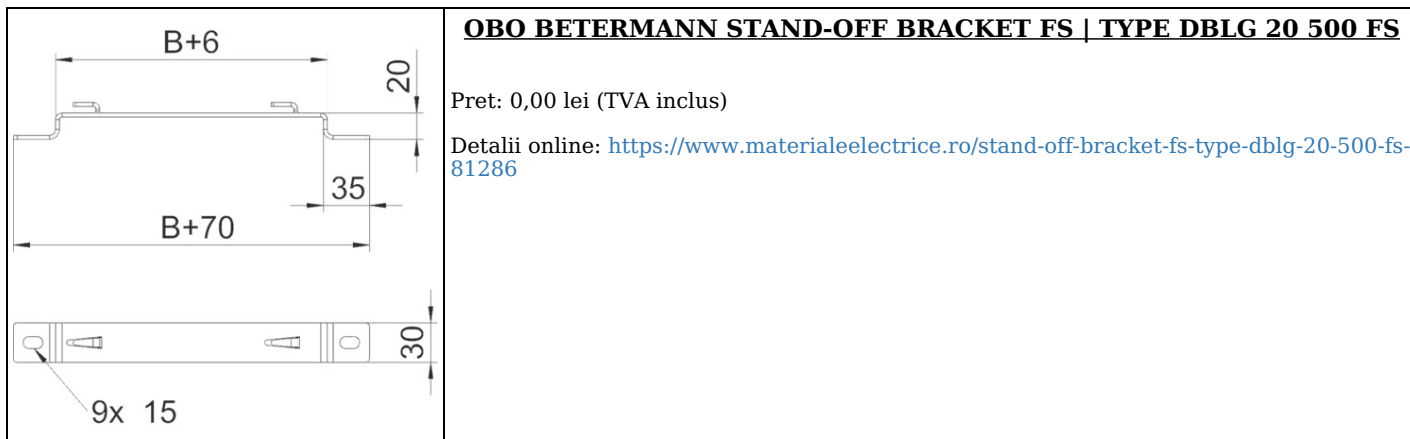 B+6
20
35
B+70
30
9x 15
OBO BETERMANN STAND-OFF BRACKET FS | TYPE DBLG 20 500 FS
Pret: 0,00 lei (TVA inclus)
Detalii online: https://www.materialeelectrice.ro/stand-off-bracket-fs-type-dblg-20-500-fs-
81286